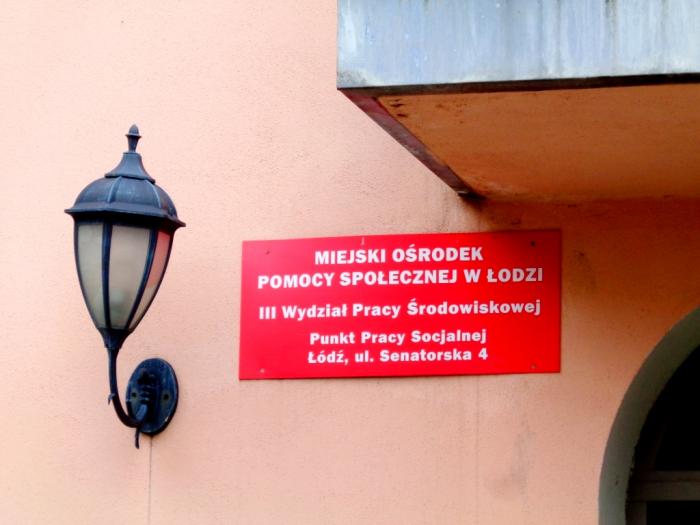 MIEJSKI OŚRODEK
POMOCY SPOŁECZNEJ W ŁODZI
III Wydział Pracy Środowiskowej
Punkt Pracy Socjalnej
Łódź, ul. Senatorska 4